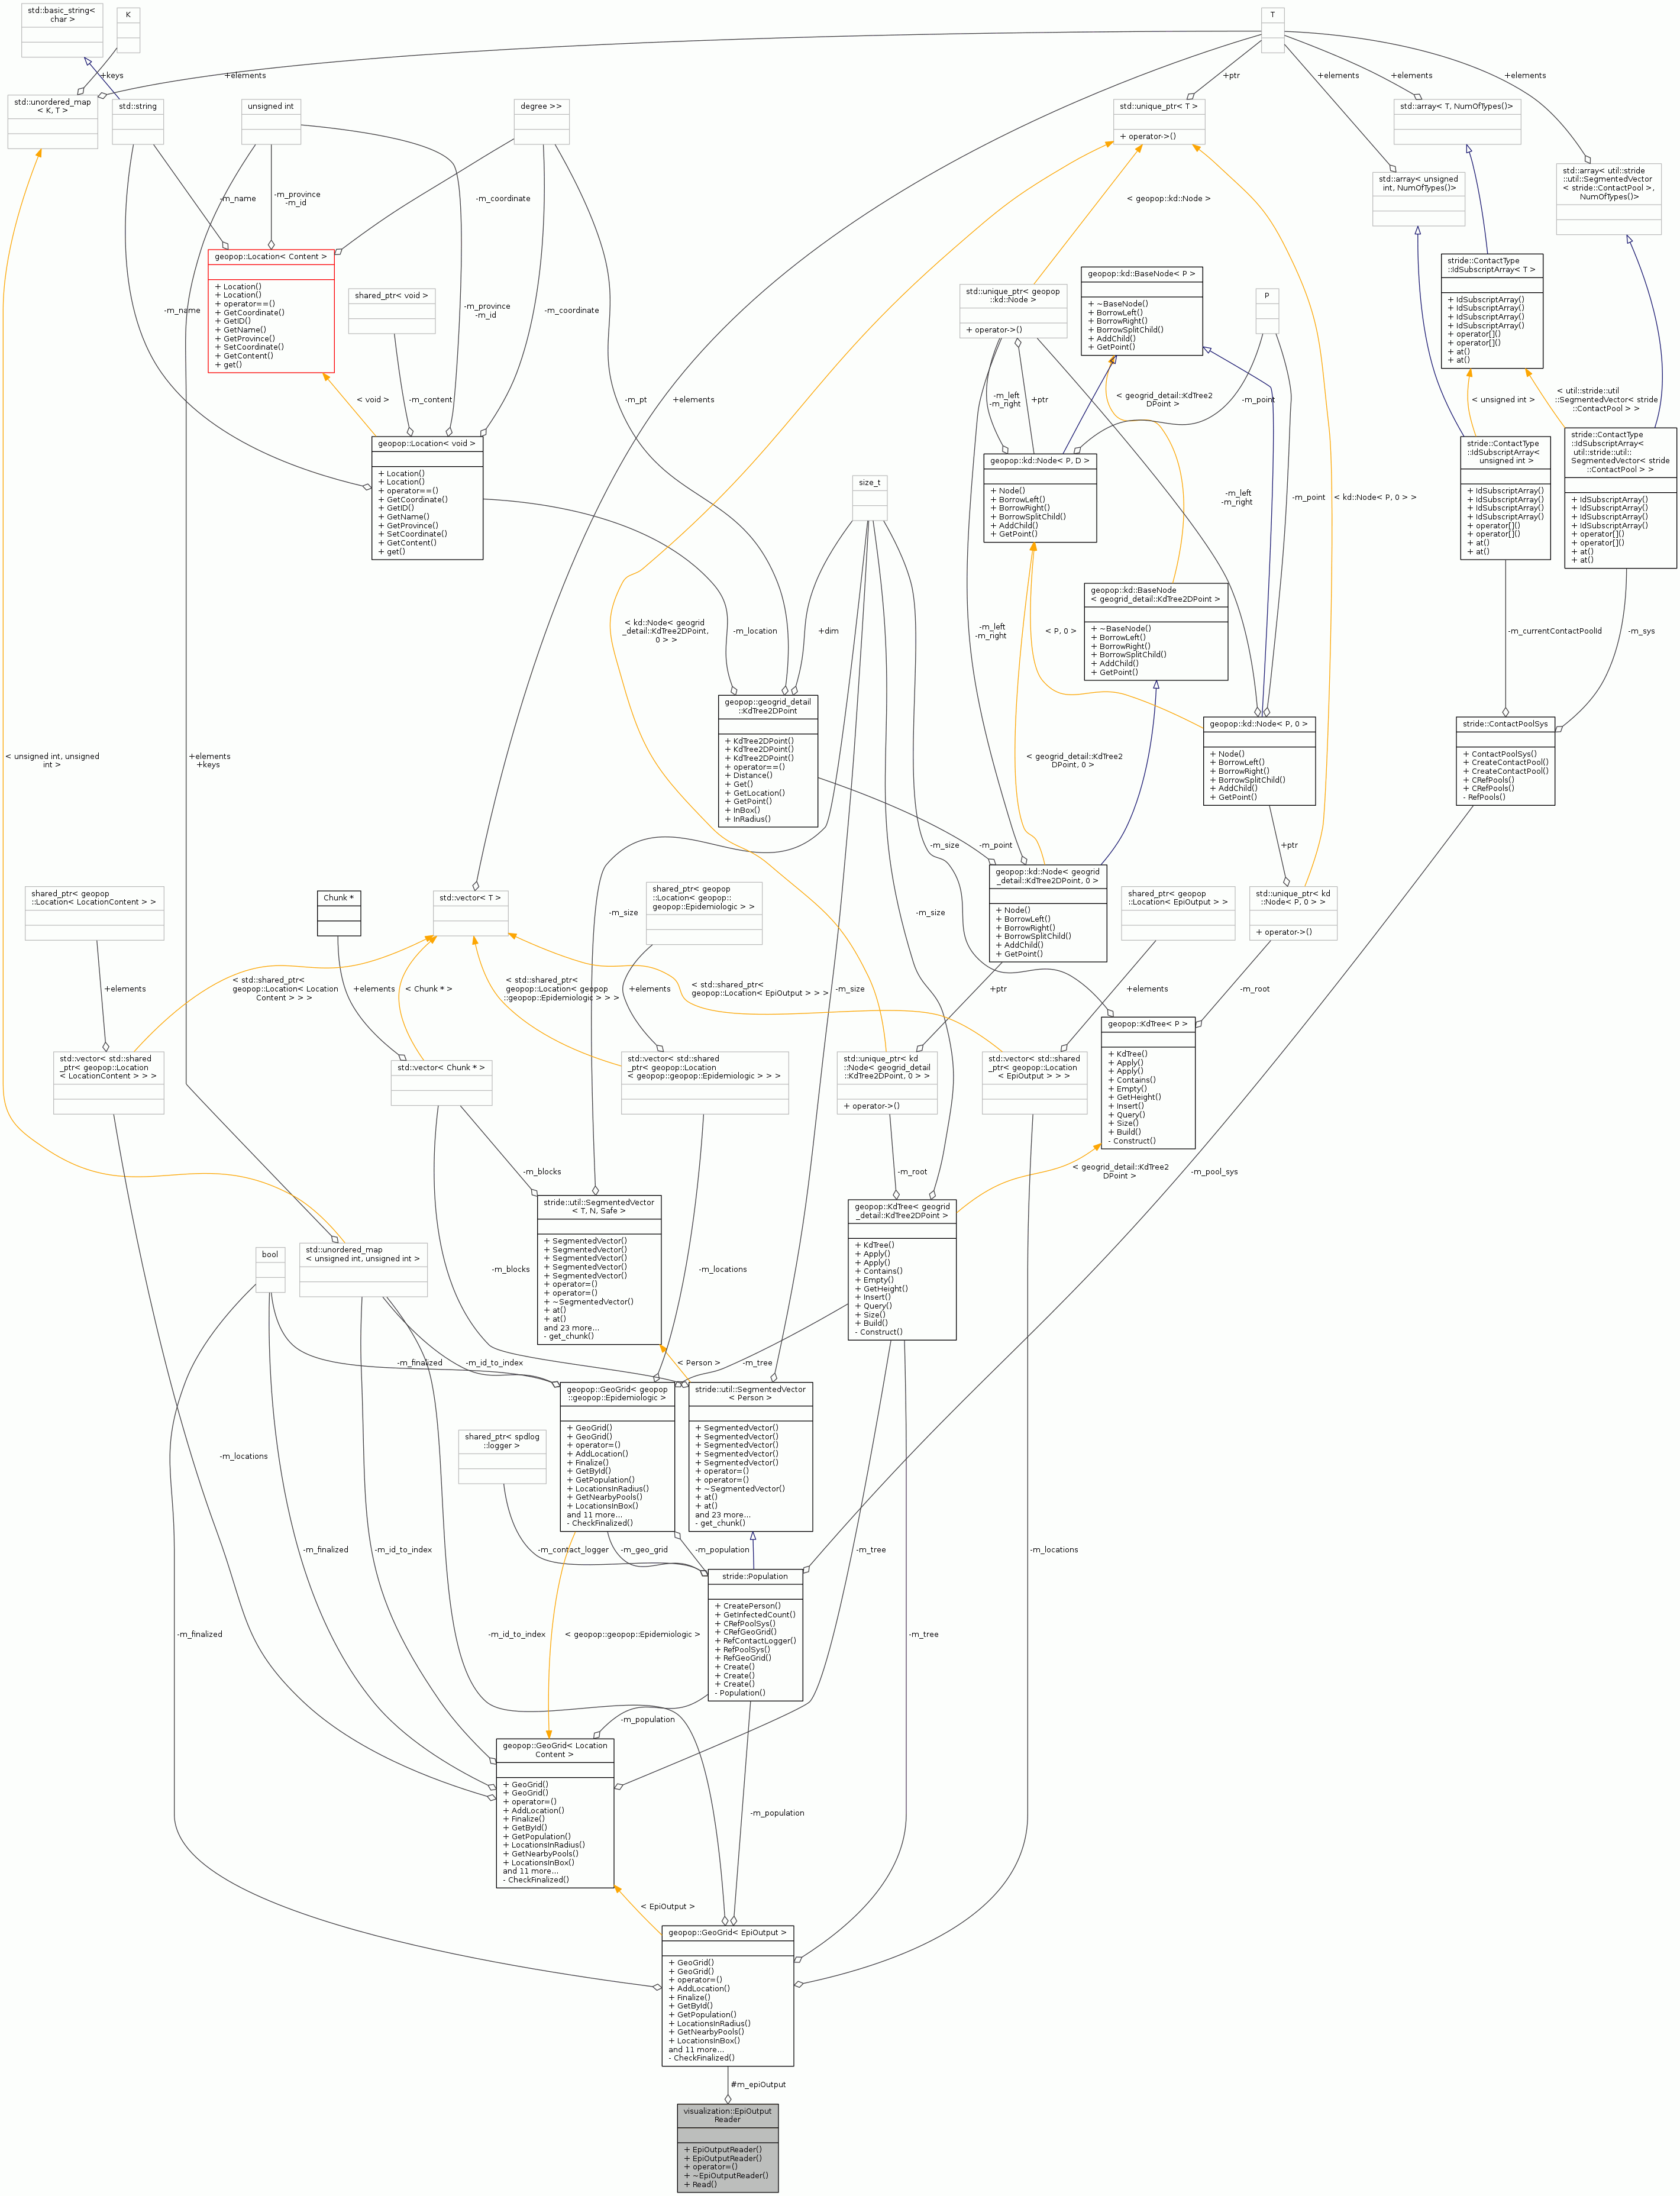 std::basic_string<
char >
K
T
+keys
+elements
+ptr
+elements
+elements
+elements
std::unordered_map
< K, T >
std::string
unsigned int
degree >>
std::unique_ptr< T >
+ operator->()
std::array< T, NumOfTypes()>
std::array< unsigned
int, NumOfTypes()>
std::array< util::stride
::util::SegmentedVector
< stride::ContactPool >,
NumOfTypes()>
-m_name
-m_province
-m_id
-m_coordinate
< geopop::kd::Node >
geopop::Location< Content >
+ Location()
+ Location()
+ operator==()
+ GetCoordinate()
+ GetID()
+ GetName()
+ GetProvince()
+ SetCoordinate()
+ GetContent()
+ get()
shared_ptr< void >
std::unique_ptr< geopop
::kd::Node >
+ operator->()
geopop::kd::BaseNode< P >
+ ~BaseNode()
+ BorrowLeft()
+ BorrowRight()
+ BorrowSplitChild()
+ AddChild()
+ GetPoint()
P
stride::ContactType
::IdSubscriptArray< T >
+ IdSubscriptArray()
+ IdSubscriptArray()
+ IdSubscriptArray()
+ IdSubscriptArray()
+ operator[]()
+ operator[]()
+ at()
+ at()
-m_name
-m_province
-m_id
-m_coordinate
< void >
-m_content
-m_pt
+elements
-m_left
-m_right
+ptr
< geogrid_detail::KdTree2
DPoint >
-m_point
< unsigned int >
< util::stride::util
::SegmentedVector< stride
::ContactPool > >
geopop::Location< void >
+ Location()
+ Location()
+ operator==()
+ GetCoordinate()
+ GetID()
+ GetName()
+ GetProvince()
+ SetCoordinate()
+ GetContent()
+ get()
size_t
geopop::kd::Node< P, D >
+ Node()
+ BorrowLeft()
+ BorrowRight()
+ BorrowSplitChild()
+ AddChild()
+ GetPoint()
-m_left
-m_right
-m_point
< kd::Node< P, 0 > >
stride::ContactType
::IdSubscriptArray<
unsigned int >
+ IdSubscriptArray()
+ IdSubscriptArray()
+ IdSubscriptArray()
+ IdSubscriptArray()
+ operator[]()
+ operator[]()
+ at()
+ at()
stride::ContactType
::IdSubscriptArray<
util::stride::util::
SegmentedVector< stride
::ContactPool > >
+ IdSubscriptArray()
+ IdSubscriptArray()
+ IdSubscriptArray()
+ IdSubscriptArray()
+ operator[]()
+ operator[]()
+ at()
+ at()
< kd::Node< geogrid
_detail::KdTree2DPoint,
0 > >
-m_location
+dim
-m_left
-m_right
< P, 0 >
geopop::kd::BaseNode
< geogrid_detail::KdTree2DPoint >
+ ~BaseNode()
+ BorrowLeft()
+ BorrowRight()
+ BorrowSplitChild()
+ AddChild()
+ GetPoint()
-m_currentContactPoolId
-m_sys
< unsigned int, unsigned
int >
+elements
+keys
geopop::geogrid_detail
::KdTree2DPoint
+ KdTree2DPoint()
+ KdTree2DPoint()
+ KdTree2DPoint()
+ operator==()
+ Distance()
+ Get()
+ GetLocation()
+ GetPoint()
+ InBox()
+ InRadius()
< geogrid_detail::KdTree2
DPoint, 0 >
geopop::kd::Node< P, 0 >
+ Node()
+ BorrowLeft()
+ BorrowRight()
+ BorrowSplitChild()
+ AddChild()
+ GetPoint()
stride::ContactPoolSys
+ ContactPoolSys()
+ CreateContactPool()
+ CreateContactPool()
+ CRefPools()
+ CRefPools()
- RefPools()
-m_point
-m_size
+ptr
shared_ptr< geopop
::Location< LocationContent > >
Chunk *
std::vector< T >
shared_ptr< geopop
::Location< geopop::
geopop::Epidemiologic > >
-m_size
-m_size
geopop::kd::Node< geogrid
_detail::KdTree2DPoint, 0 >
+ Node()
+ BorrowLeft()
+ BorrowRight()
+ BorrowSplitChild()
+ AddChild()
+ GetPoint()
shared_ptr< geopop
::Location< EpiOutput > >
std::unique_ptr< kd
::Node< P, 0 > >
+ operator->()
+elements
< std::shared_ptr<
geopop::Location< Location
Content > > >
+elements
< Chunk * >
< std::shared_ptr<
geopop::Location< geopop
::geopop::Epidemiologic > > >
+elements
< std::shared_ptr<
geopop::Location< EpiOutput > > >
-m_size
+ptr
+elements
-m_root
std::vector< std::shared
_ptr< geopop::Location
< LocationContent > > >
std::vector< Chunk * >
std::vector< std::shared
_ptr< geopop::Location
< geopop::geopop::Epidemiologic > > >
std::unique_ptr< kd
::Node< geogrid_detail
::KdTree2DPoint, 0 > >
+ operator->()
std::vector< std::shared
_ptr< geopop::Location
< EpiOutput > > >
geopop::KdTree< P >
+ KdTree()
+ Apply()
+ Apply()
+ Contains()
+ Empty()
+ GetHeight()
+ Insert()
+ Query()
+ Size()
+ Build()
- Construct()
-m_blocks
-m_root
< geogrid_detail::KdTree2
DPoint >
-m_pool_sys
bool
std::unordered_map
< unsigned int, unsigned int >
-m_blocks
stride::util::SegmentedVector
< T, N, Safe >
+ SegmentedVector()
+ SegmentedVector()
+ SegmentedVector()
+ SegmentedVector()
+ SegmentedVector()
+ operator=()
+ operator=()
+ ~SegmentedVector()
+ at()
+ at()
and 23 more...
- get_chunk()
-m_locations
geopop::KdTree< geogrid
_detail::KdTree2DPoint >
+ KdTree()
+ Apply()
+ Apply()
+ Contains()
+ Empty()
+ GetHeight()
+ Insert()
+ Query()
+ Size()
+ Build()
- Construct()
-m_finalized
-m_id_to_index
< Person >
-m_tree
-m_locations
shared_ptr< spdlog
::logger >
geopop::GeoGrid< geopop
::geopop::Epidemiologic >
+ GeoGrid()
+ GeoGrid()
+ operator=()
+ AddLocation()
+ Finalize()
+ GetById()
+ GetPopulation()
+ LocationsInRadius()
+ GetNearbyPools()
+ LocationsInBox()
and 11 more...
- CheckFinalized()
stride::util::SegmentedVector
< Person >
+ SegmentedVector()
+ SegmentedVector()
+ SegmentedVector()
+ SegmentedVector()
+ SegmentedVector()
+ operator=()
+ operator=()
+ ~SegmentedVector()
+ at()
+ at()
and 23 more...
- get_chunk()
-m_finalized
-m_id_to_index
-m_contact_logger
-m_geo_grid
-m_population
-m_tree
-m_locations
-m_finalized
-m_id_to_index
< geopop::geopop::Epidemiologic >
stride::Population
+ CreatePerson()
+ GetInfectedCount()
+ CRefPoolSys()
+ CRefGeoGrid()
+ RefContactLogger()
+ RefPoolSys()
+ RefGeoGrid()
+ Create()
+ Create()
+ Create()
- Population()
-m_tree
-m_population
geopop::GeoGrid< Location
Content >
+ GeoGrid()
+ GeoGrid()
+ operator=()
+ AddLocation()
+ Finalize()
+ GetById()
+ GetPopulation()
+ LocationsInRadius()
+ GetNearbyPools()
+ LocationsInBox()
and 11 more...
- CheckFinalized()
-m_population
< EpiOutput >
geopop::GeoGrid< EpiOutput >
+ GeoGrid()
+ GeoGrid()
+ operator=()
+ AddLocation()
+ Finalize()
+ GetById()
+ GetPopulation()
+ LocationsInRadius()
+ GetNearbyPools()
+ LocationsInBox()
and 11 more...
- CheckFinalized()
#m_epiOutput
visualization::EpiOutput
Reader
+ EpiOutputReader()
+ EpiOutputReader()
+ operator=()
+ ~EpiOutputReader()
+ Read()